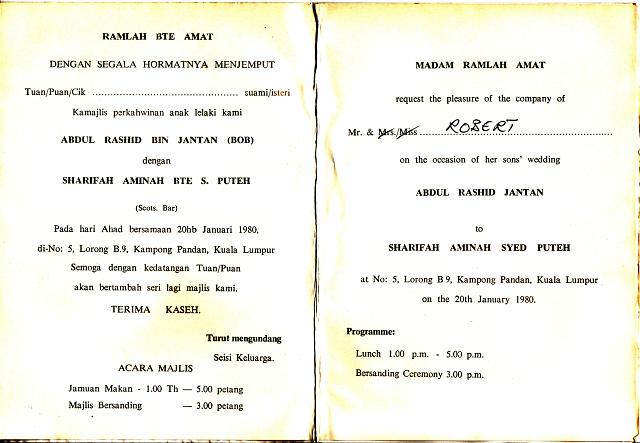 RAMLAH BTE AMAT
DENGAN SEGALA HORMATNYA MENJEMPUT
Tuan/Puan/Cik ........................................ suami/isteri
Kamajlis perkahwinan anak lelaki kami
ABDUL RASHID BIN JANTAN (BOB)
dengan
SHARIFAH AMINAH BTE S. PUTEH
(Scots. Bar)
Pada hari Ahad bersamaan 20hb Januari 1980,
di-No: 5, Lorong B.9, Kampong Pandan, Kuala Lumpur
Semoga dengan kedatangan Tuan/Puan
akan bertambah seri lagi majlis kami.
TERIMA KASEH.
Turut mengundang
Seisi Keluarga.
ACARA MAJLIS
Jamuan Makan - 1.00 Th — 5.00 petang
Majlis Bersanding — 3.00 petang
MADAM RAMLAH AMAT
request the pleasure of the company of
Mr. & Mrs./Miss ROBERT
on the occasion of her sons' wedding
ABDUL RASHID JANTAN
to
SHARIFAH AMINAH SYED PUTEH
at No: 5, Lorong B 9, Kampong Pandan, Kuala Lumpur
on the 20th January 1980.
Programme:
Lunch 1.00 p.m. - 5.00 p.m.
Bersanding Ceremony 3.00 p.m.